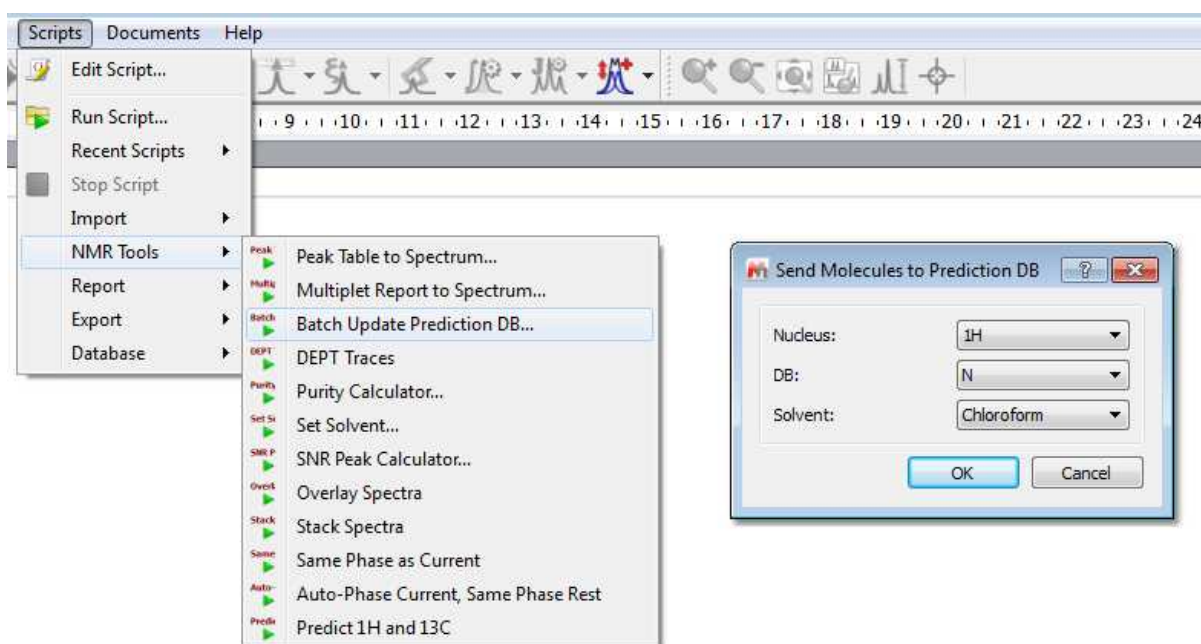 Scripts Documents Help
Edit Script...
Run Script...
Recent Scripts
Stop Script
Import
NMR Tools
Report
Export
Database
9 10 11 12 13 14 15 16 17 18 19 20 21 22 23 24
Peak Peak Table to Spectrum...
Multip Multiplet Report to Spectrum...
Batch Batch Update Prediction DB...
DEPT DEPT Traces
Purity Purity Calculator...
Set S Set Solvent...
SNR P SNR Peak Calculator...
Overl Overlay Spectra
Stack Stack Spectra
Same Same Phase as Current
Auto- Auto-Phase Current, Same Phase Rest
Predi Predict 1H and 13C
Send Molecules to Prediction DB
Nucleus: 1H
DB: N
Solvent: Chloroform
OK Cancel